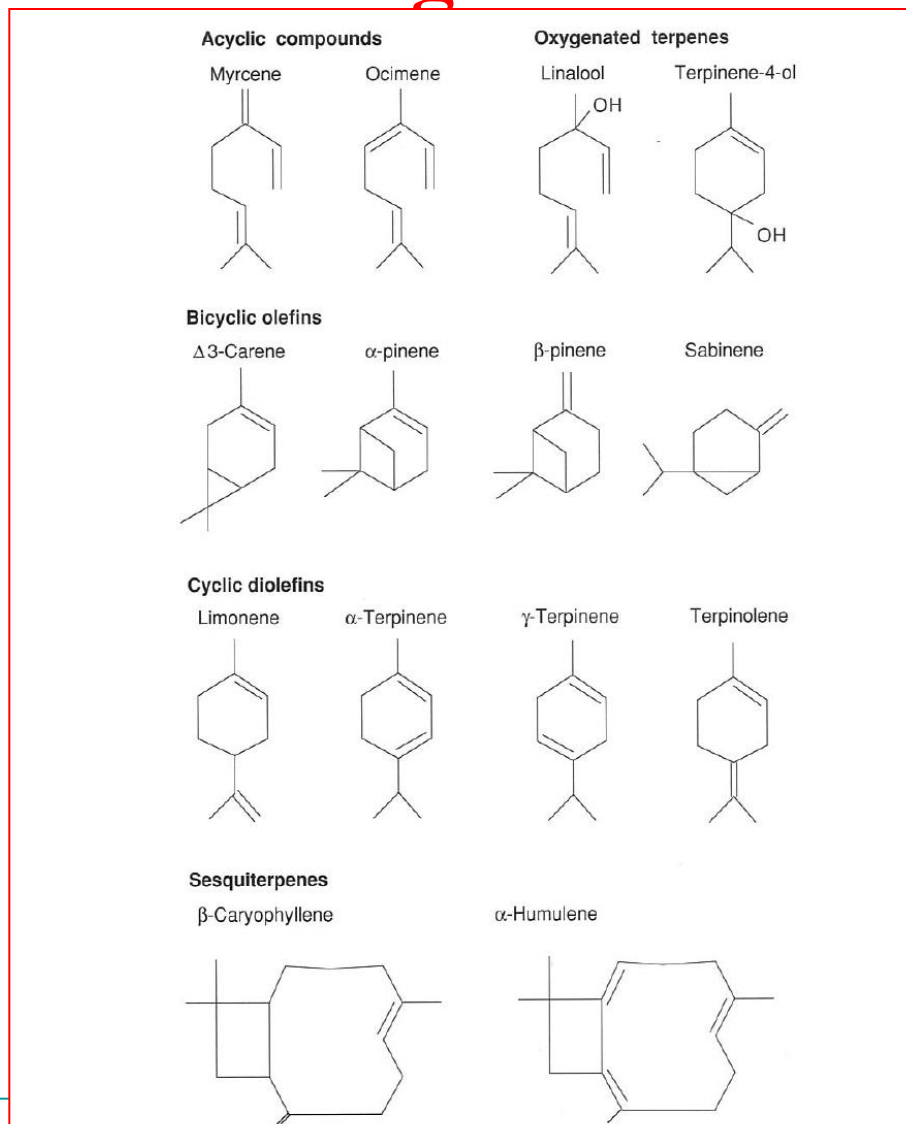 Acyclic compounds Oxygenated terpenes
Myrcene Ocimene Linalool Terpinene-4-ol
OH
OH
Bicyclic olefins
Δ3-Carene α-pinene β-pinene Sabinene
Cyclic diolefins
Limonene α-Terpinene γ-Terpinene Terpinolene
Sesquiterpenes
β-Caryophyllene α-Humulene